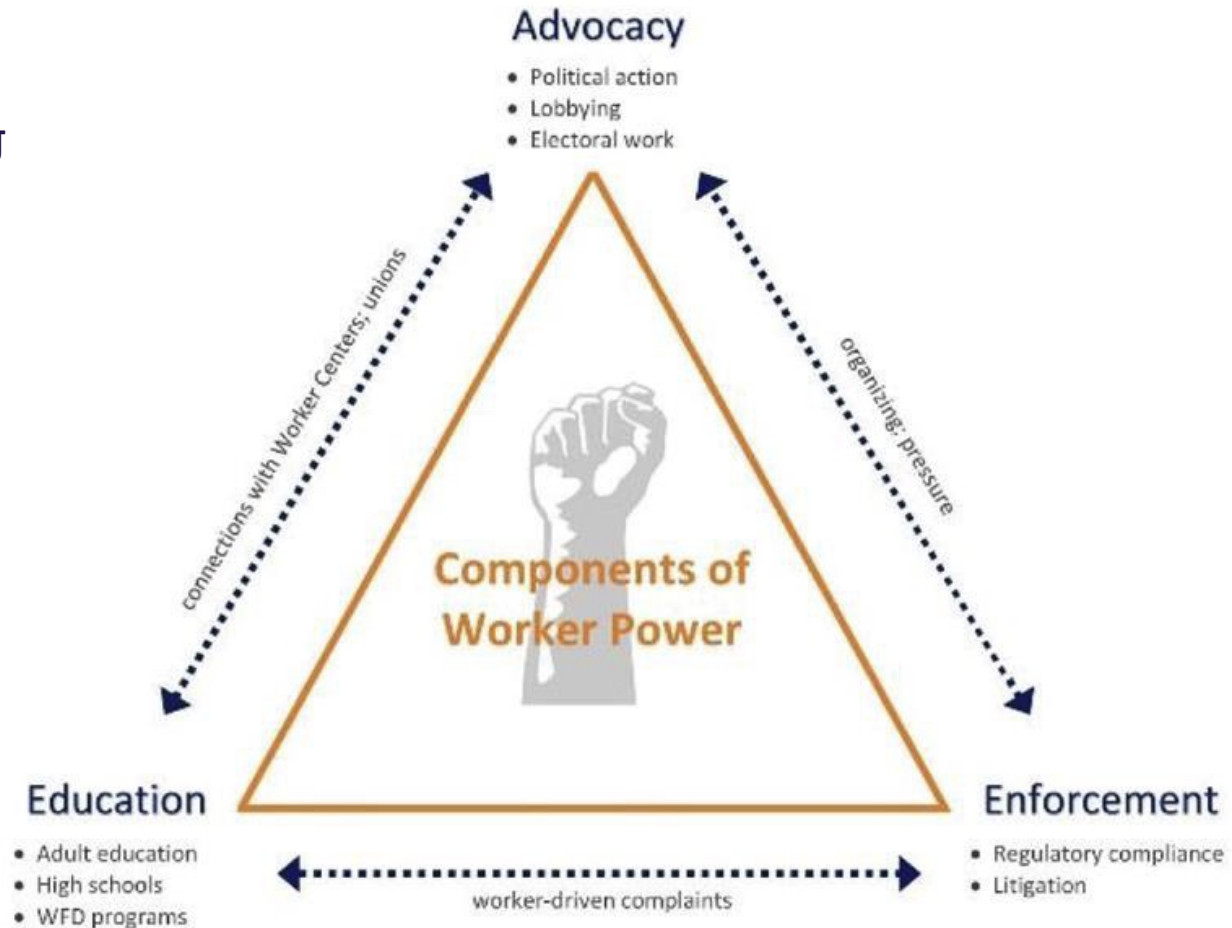 Advocacy
• Political action
• Lobbying
• Electoral work
connections with Worker Centers; unions
organizing; pressure
Components of
Worker Power
Education
• Adult education
• High schools
• WFD programs
worker-driven complaints
Enforcement
• Regulatory compliance
• Litigation